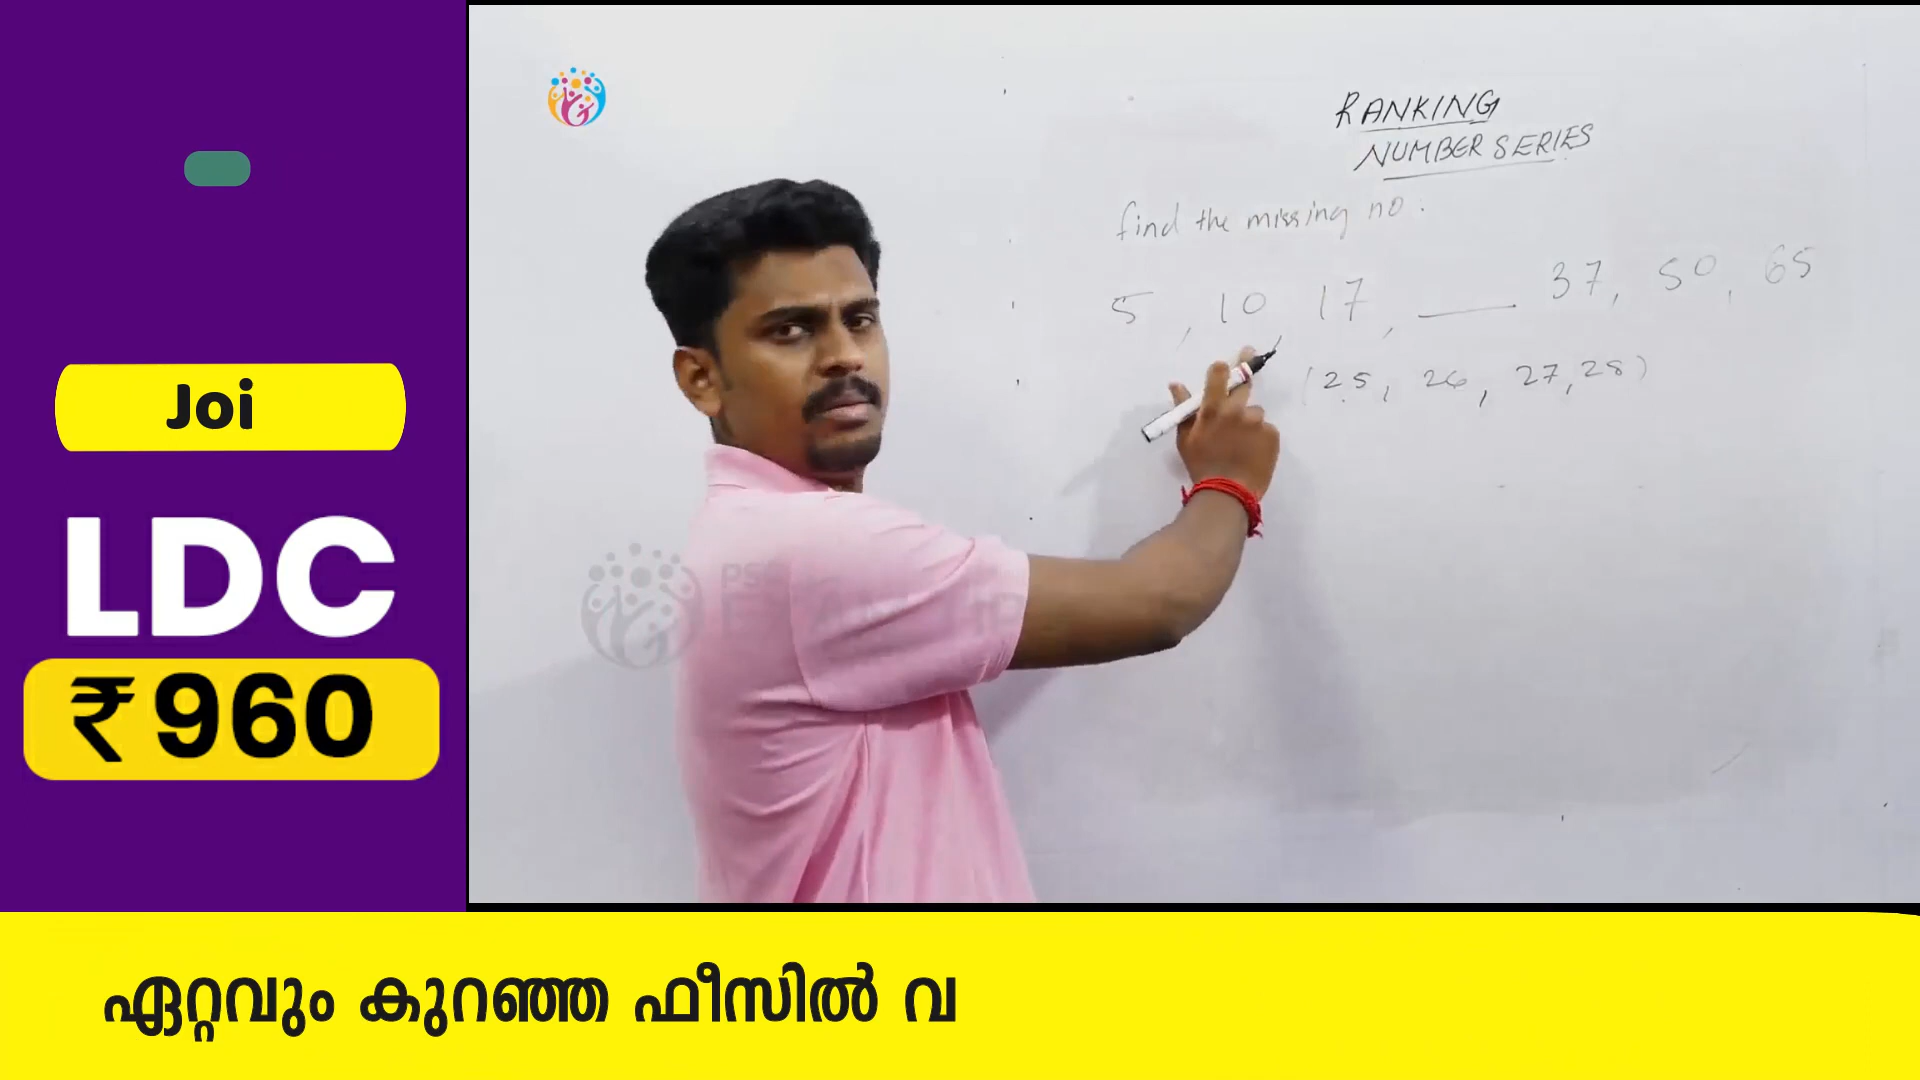 Joi
LDC
₹960
RANKING
NUMBER SERIES
find the missing no:
5, 10, 17, ___ 37, 50, 65
(25, 26, 27, 28)
ഏറ്റവും കുറഞ്ഞ ഫീസിൽ വ